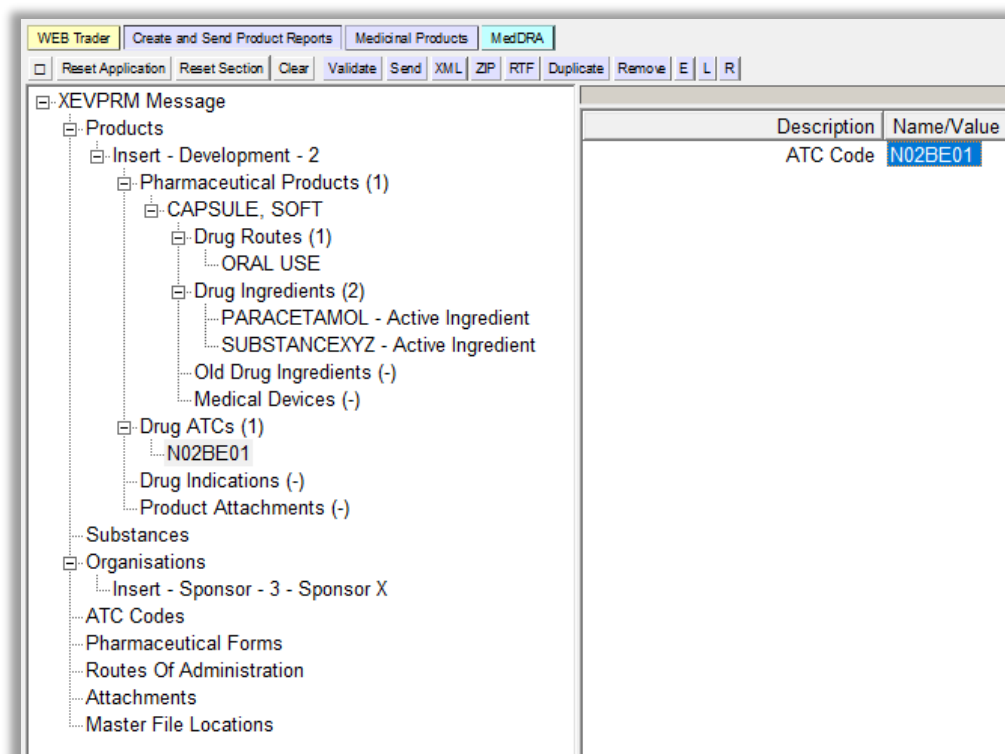 WEB Trader Create and Send Product Reports Medicinal Products MedDRA
Reset Application Reset Section Clear Validate Send XML ZIP RTF Duplicate Remove E L R
XEVPRM Message
Products
Insert - Development - 2
Pharmaceutical Products (1)
CAPSULE, SOFT
Drug Routes (1)
ORAL USE
Drug Ingredients (2)
PARACETAMOL - Active Ingredient
SUBSTANCEXYZ - Active Ingredient
Old Drug Ingredients (-)
Medical Devices (-)
Drug ATCs (1)
N02BE01
Drug Indications (-)
Product Attachments (-)
Substances
Organisations
Insert - Sponsor - 3 - Sponsor X
ATC Codes
Pharmaceutical Forms
Routes Of Administration
Attachments
Master File Locations
Description Name/Value
ATC Code N02BE01